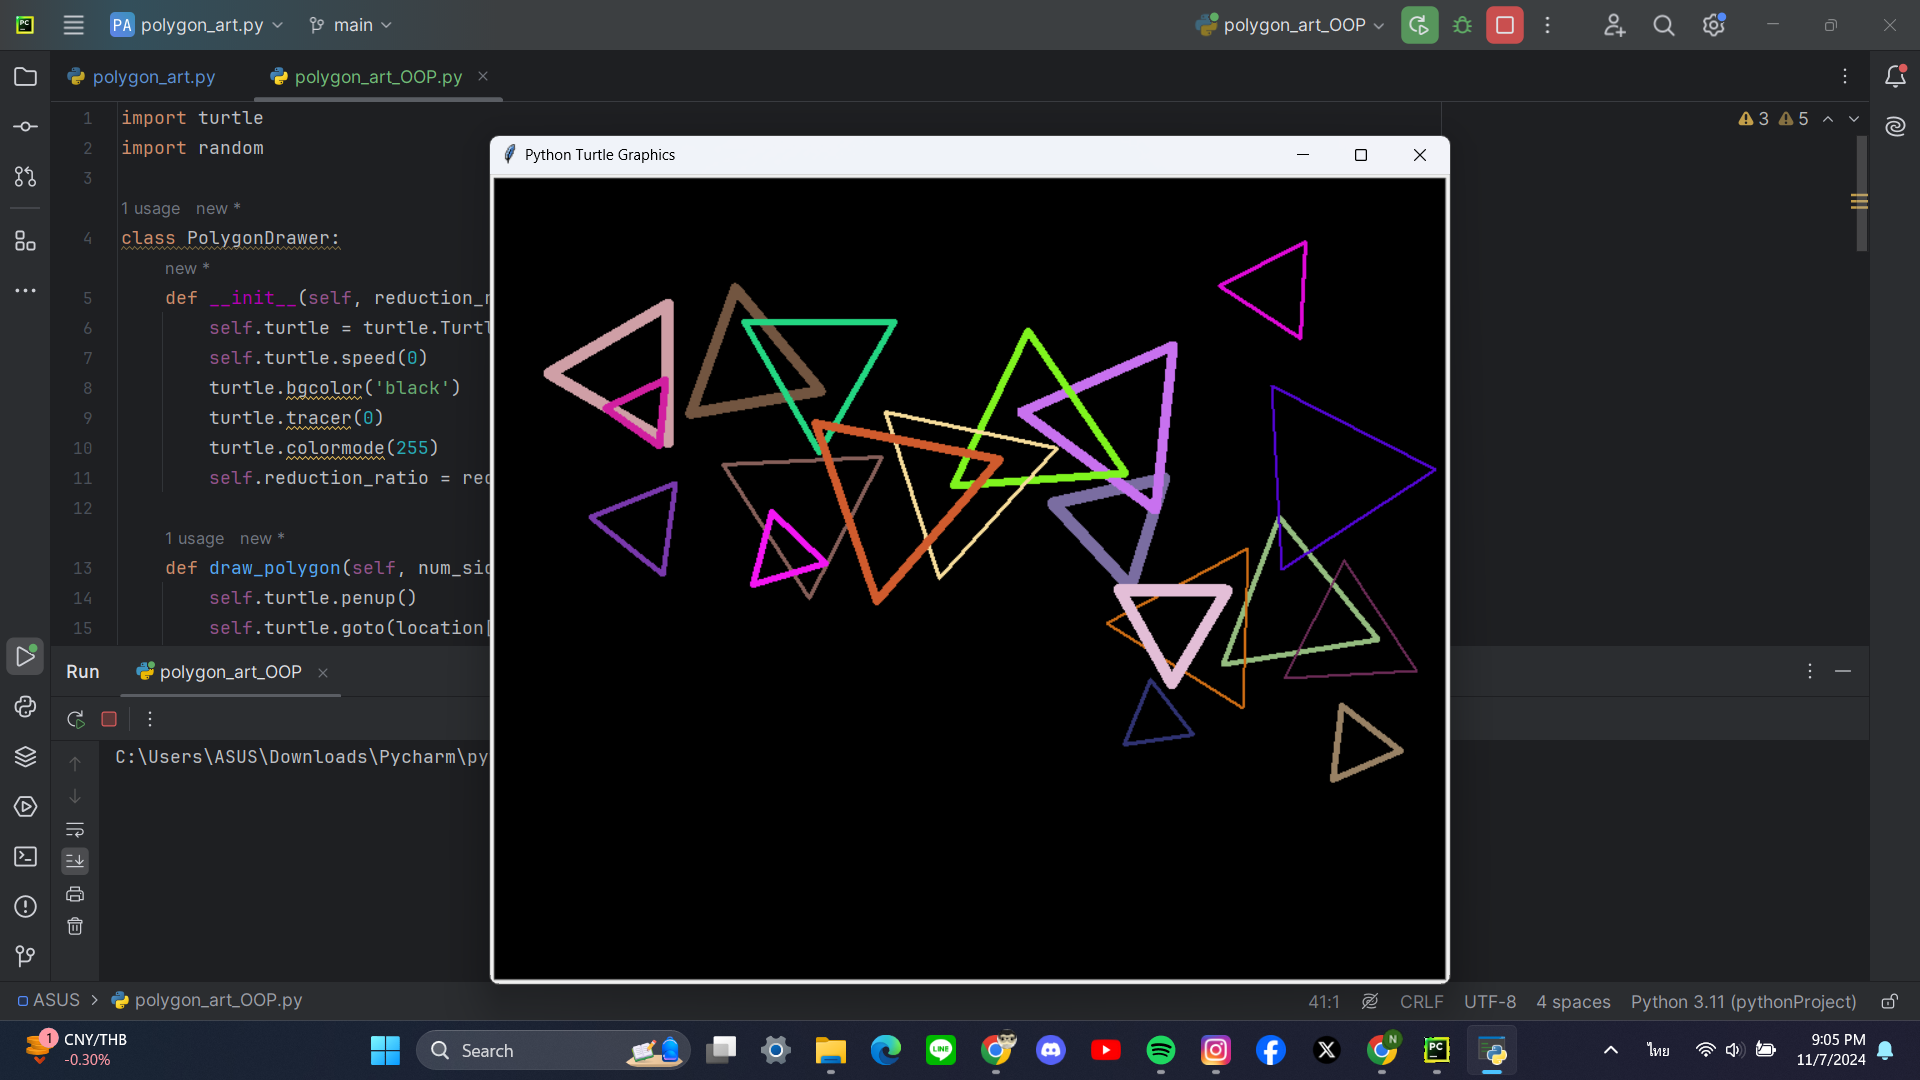 PC
PA polygon_art.py main polygon_art_OOP
polygon_art.py polygon_art_OOP.py
1 import turtle 3 5
2 import random
3
Python Turtle Graphics
1 usage new *
4 class PolygonDrawer:
new *
5 def __init__(self, reduction_r
6 self.turtle = turtle.Turtl
7 self.turtle.speed(0)
8 turtle.bgcolor('black')
9 turtle.tracer(0)
10 turtle.colormode(255)
11 self.reduction_ratio = red
12
1 usage new *
13 def draw_polygon(self, num_sid
14 self.turtle.penup()
15 self.turtle.goto(location[
Run polygon_art_OOP
C:\Users\ASUS\Downloads\Pycharm\py
ASUS > polygon_art_OOP.py 41:1 CRLF UTF-8 4 spaces Python 3.11 (pythonProject)
1 CNY/THB
-0.30%
Search
LINE
N
PC
ไทย
9:05 PM
11/7/2024